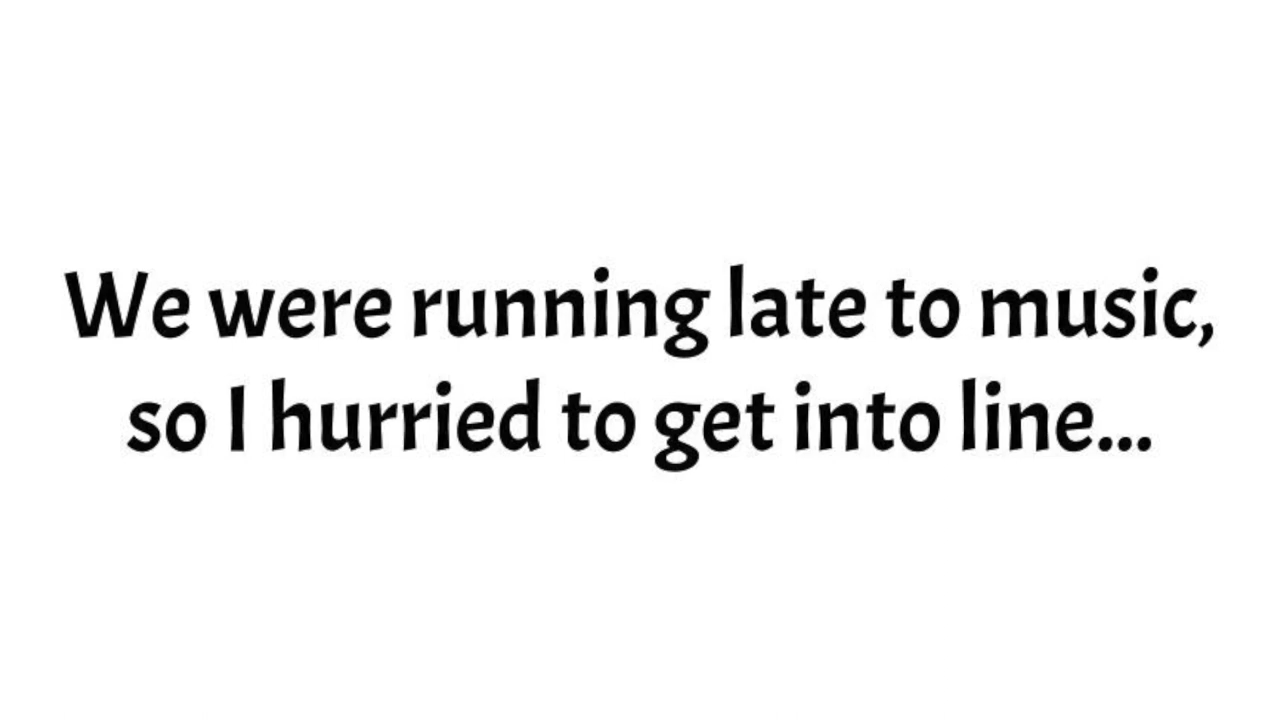 We were running late to music,
so I hurried to get into line...